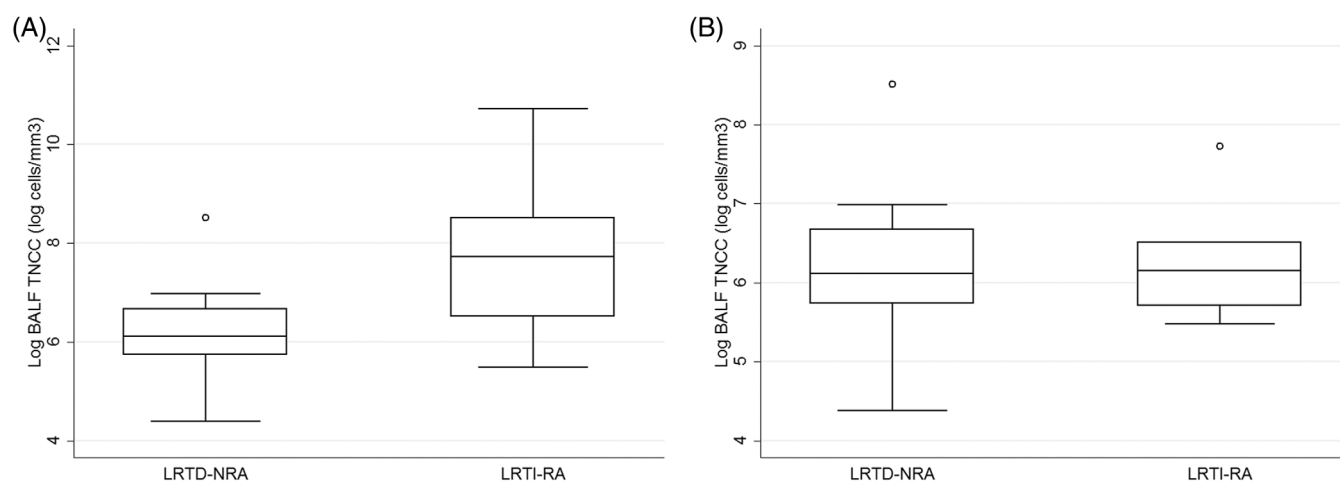 (A)
Log BALF TNCC (log cells/mm3)
12
10
8
6
4
LRTD-NRA LRTI-RA
(B)
Log BALF TNCC (log cells/mm3)
9
8
7
6
5
4
LRTD-NRA LRTI-RA